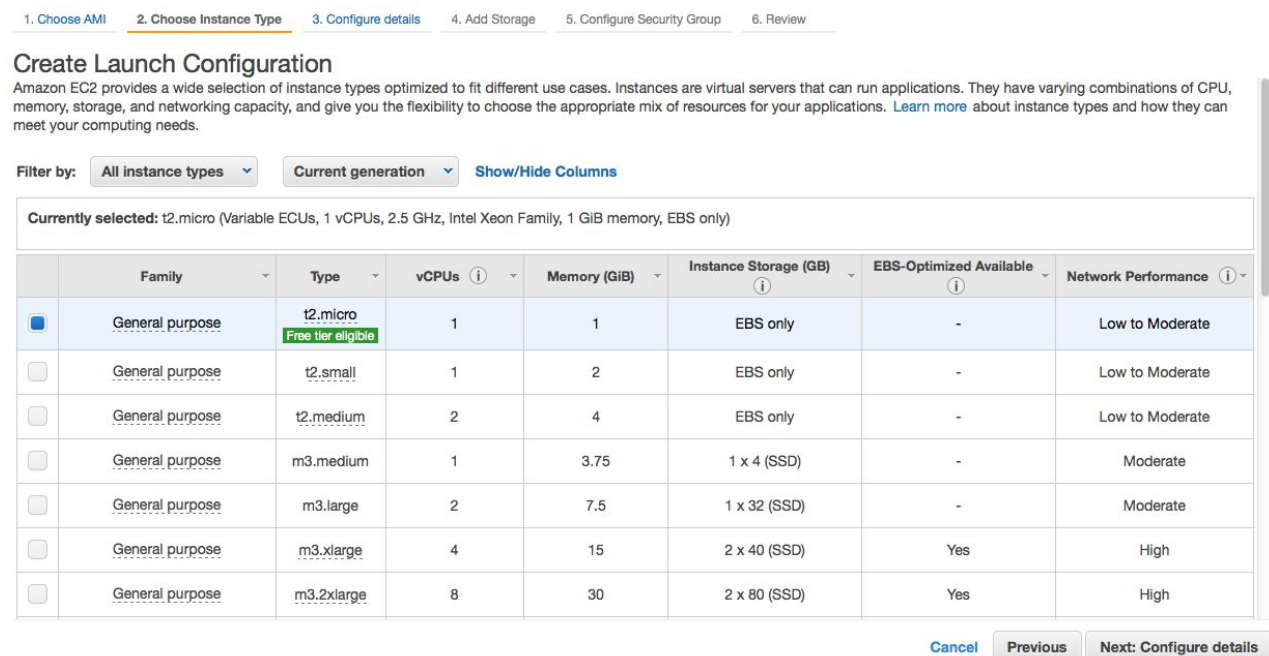 1. Choose AMI 2. Choose Instance Type 3. Configure details 4. Add Storage 5. Configure Security Group 6. Review
Create Launch Configuration
Amazon EC2 provides a wide selection of instance types optimized to fit different use cases. Instances are virtual servers that can run applications. They have varying combinations of CPU,
memory, storage, and networking capacity, and give you the flexibility to choose the appropriate mix of resources for your applications. Learn more about instance types and how they can
meet your computing needs.
Filter by: All instance types Current generation Show/Hide Columns
Currently selected: t2.micro (Variable ECUs, 1 vCPUs, 2.5 GHz, Intel Xeon Family, 1 GiB memory, EBS only)
Family Type vCPUs i Memory (GiB) Instance Storage (GB) i EBS-Optimized Available i Network Performance i
General purpose t2.micro 1 1 EBS only - Low to Moderate
Free tier eligible
General purpose t2.small 1 2 EBS only - Low to Moderate
General purpose t2.medium 2 4 EBS only - Low to Moderate
General purpose m3.medium 1 3.75 1 x 4 (SSD) - Moderate
General purpose m3.large 2 7.5 1 x 32 (SSD) - Moderate
General purpose m3.xlarge 4 15 2 x 40 (SSD) Yes High
General purpose m3.2xlarge 8 30 2 x 80 (SSD) Yes High
Cancel Previous Next: Configure details